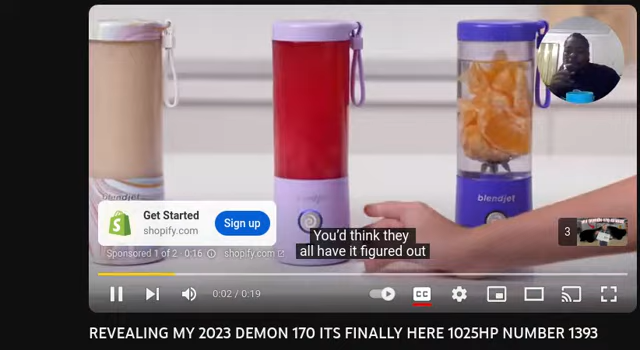 blendjet
blendjet
blendjet
Get Started
shopify.com
Sign up
Sponsored 1 of 2 · 0:16
shopify.com
You'd think they
all have it figured out
3
0:02 / 0:19
CC
REVEALING MY 2023 DEMON 170 ITS FINALLY HERE 1025HP NUMBER 1393